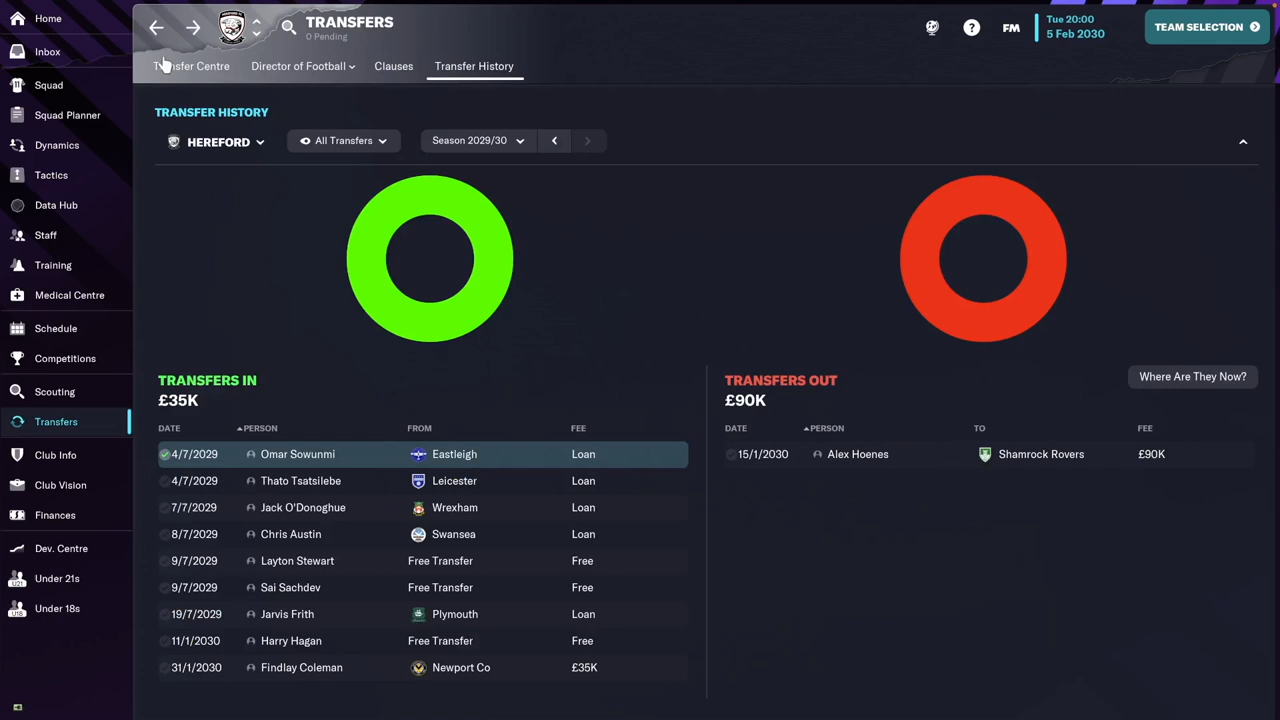 Home
Inbox
Squad
Squad Planner
Dynamics
Tactics
Data Hub
Staff
Training
Medical Centre
Schedule
Competitions
Scouting
Transfers
Club Info
Club Vision
Finances
Dev. Centre
U21 Under 21s
U18 Under 18s
TRANSFERS
0 Pending
FM
Tue 20:00
5 Feb 2030
TEAM SELECTION
Transfer Centre Director of Football Clauses Transfer History
TRANSFER HISTORY
HEREFORD All Transfers Season 2029/30
TRANSFERS IN
£35K
DATE PERSON FROM FEE
4/7/2029 Omar Sowunmi Eastleigh Loan
4/7/2029 Thato Tsatsilebe Leicester Loan
7/7/2029 Jack O'Donoghue Wrexham Loan
8/7/2029 Chris Austin Swansea Loan
9/7/2029 Layton Stewart Free Transfer Free
9/7/2029 Sai Sachdev Free Transfer Free
19/7/2029 Jarvis Frith Plymouth Loan
11/1/2030 Harry Hagan Free Transfer Free
31/1/2030 Findlay Coleman Newport Co £35K
TRANSFERS OUT
£90K
Where Are They Now?
DATE PERSON TO FEE
15/1/2030 Alex Hoenes Shamrock Rovers £90K